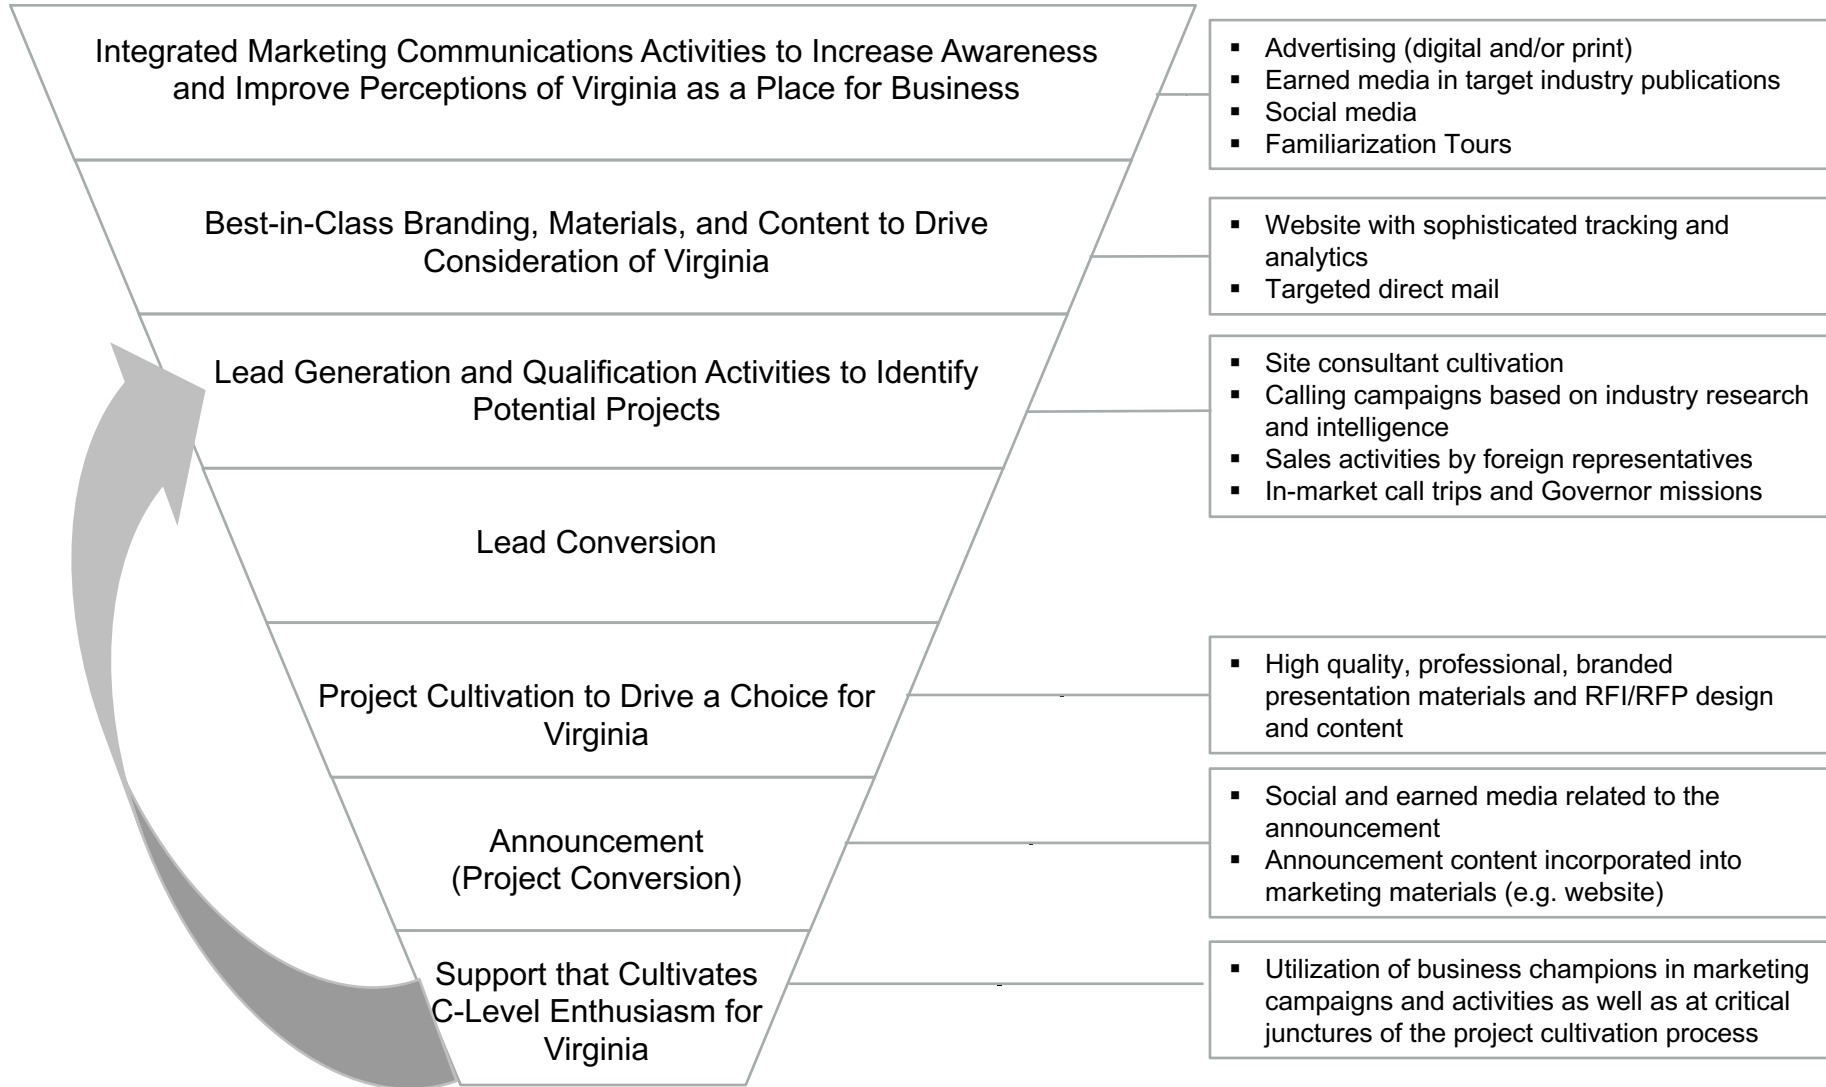 Integrated Marketing Communications Activities to Increase Awareness
and Improve Perceptions of Virginia as a Place for Business
▪ Advertising (digital and/or print)
▪ Earned media in target industry publications
▪ Social media
▪ Familiarization Tours
Best-in-Class Branding, Materials, and Content to Drive
Consideration of Virginia
▪ Website with sophisticated tracking and
analytics
▪ Targeted direct mail
Lead Generation and Qualification Activities to Identify
Potential Projects
▪ Site consultant cultivation
▪ Calling campaigns based on industry research
and intelligence
▪ Sales activities by foreign representatives
▪ In-market call trips and Governor missions
Lead Conversion
Project Cultivation to Drive a Choice for
Virginia
▪ High quality, professional, branded
presentation materials and RFI/RFP design
and content
Announcement
(Project Conversion)
▪ Social and earned media related to the
announcement
▪ Announcement content incorporated into
marketing materials (e.g. website)
Support that Cultivates
C-Level Enthusiasm for
Virginia
▪ Utilization of business champions in marketing
campaigns and activities as well as at critical
junctures of the project cultivation process